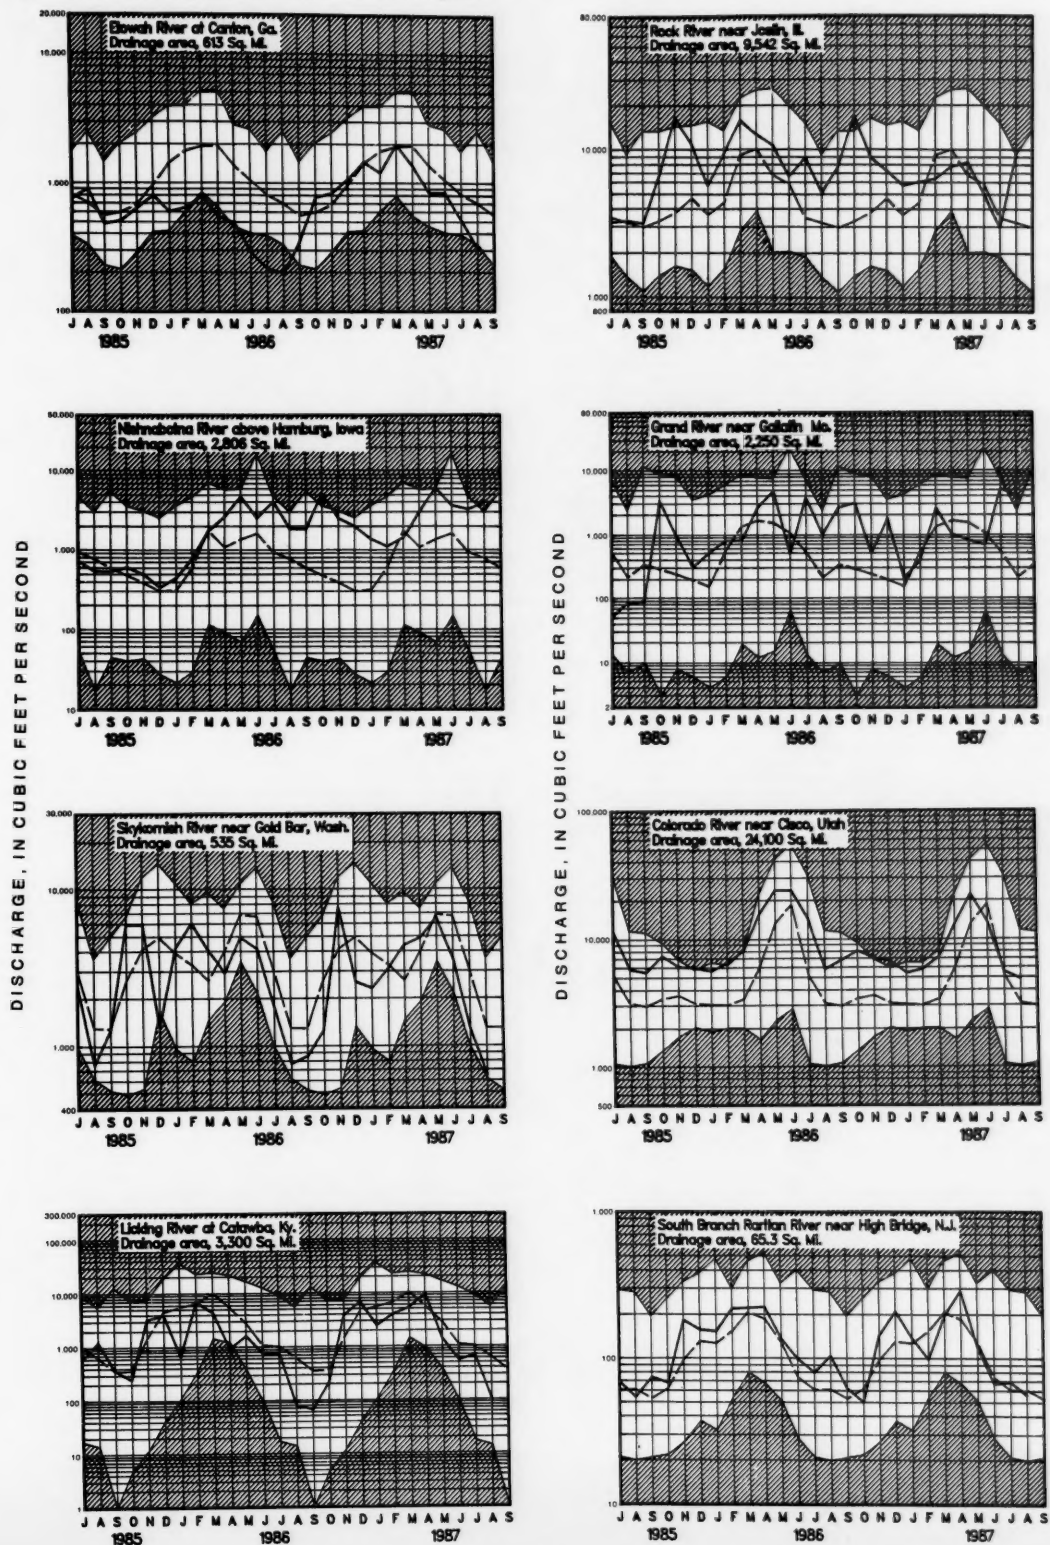 DISCHARGE, IN CUBIC FEET PER SECOND
Etowah River at Canton, Ga.
Drainage area, 613 Sq. Mi.
20.000
10.000
1.000
100
J A S O N D J F M A M J J A S O N D J F M A M J J A S
1985 1986 1987
DISCHARGE, IN CUBIC FEET PER SECOND
Rock River near Joslin, Ill.
Drainage area, 9,542 Sq. Mi.
80.000
10.000
1.000
800
J A S O N D J F M A M J J A S O N D J F M A M J J A S
1985 1986 1987
Nishnabotna River above Hamburg, Iowa
Drainage area, 2,806 Sq. Mi.
50.000
10.000
1.000
100
10
J A S O N D J F M A M J J A S O N D J F M A M J J A S
1985 1986 1987
Grand River near Gallatin Mo.
Drainage area, 2,250 Sq. Mi.
10.000
1.000
100
10
2
J A S O N D J F M A M J J A S O N D J F M A M J J A S
1985 1986 1987
Skykomish River near Gold Bar, Wash.
Drainage area, 535 Sq. Mi.
30.000
10.000
1.000
400
J A S O N D J F M A M J J A S O N D J F M A M J J A S
1985 1986 1987
Colorado River near Cisco, Utah
Drainage area, 24,100 Sq. Mi.
100.000
10.000
1.000
500
J A S O N D J F M A M J J A S O N D J F M A M J J A S
1985 1986 1987
Licking River at Catawba, Ky.
Drainage area, 3,300 Sq. Mi.
300.000
100.000
10.000
1.000
100
10
1
J A S O N D J F M A M J J A S O N D J F M A M J J A S
1985 1986 1987
South Branch Raritan River near High Bridge, N.J.
Drainage area, 65.3 Sq. Mi.
1.000
100
10
J A S O N D J F M A M J J A S O N D J F M A M J J A S
1985 1986 1987